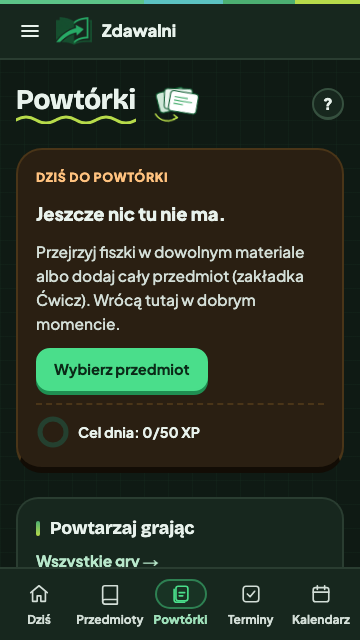 Zdawalni
Powtórki
?
DZIŚ DO POWTÓRKI
Jeszcze nic tu nie ma.
Przejrzyj fiszki w dowolnym materiale
albo dodaj cały przedmiot (zakładka
Ćwicz). Wrócą tutaj w dobrym
momencie.
Wybierz przedmiot
Cel dnia: 0/50 XP
Powtarzaj grając
Wszystkie gry →
Dziś Przedmioty Powtórki Terminy Kalendarz